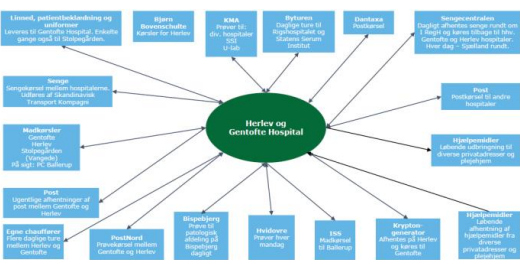 Linned, patientbeklædning og
uniformer
Leveres til Gentofte Hospital. Enkelte
gange også til Stolpegården.
Bjørn
Bovenschulte
Kørsler for Herlev
KMA
Prøver til:
div. hospitaler
SSI
U-lab
Byturen
Daglige ture til
Rigshospitalet og
Statens Serum
Institut
Dantaxa
Postkørsel
Sengecentralen
Dagligt afhentes senge rundt om
i RegH og køres tilbage til hhv.
Gentofte og Herlev hospitaler.
Hver dag – Sjælland rundt.
Senge
Sengekørsel mellem hospitalerne.
Udføres af Skandinavisk
Transport Kompagni
Post
Postkørsel til andre
hospitaler
Herlev og
Gentofte Hospital
Madkørsler
Gentofte
Herlev
Stolpegården
(Vangede)
På sigt: PC Ballerup
Hjælpemidler
Løbende udbringning til
diverse privatadresser og
plejehjem
Post
Ugentlige afhentninger af
post mellem Gentofte og
Herlev
Egne chauffører
Flere daglige ture
mellem Herlev og
Gentofte
PostNord
Prøvekørsel mellem
Gentofte og Herlev
Bispebjerg
Prøve til
patologisk
afdeling på
Bispebjerg
dagligt
Hvidovre
Prøver hver
mandag
ISS
Madkørsel
til Ballerup
Krypton-
generator
Afhentes på Herlev
og køres til
Gentofte
Hjælpemidler
Løbende
afhentning af
hjælpemidler fra
diverse
privatadresser og
plejehjem